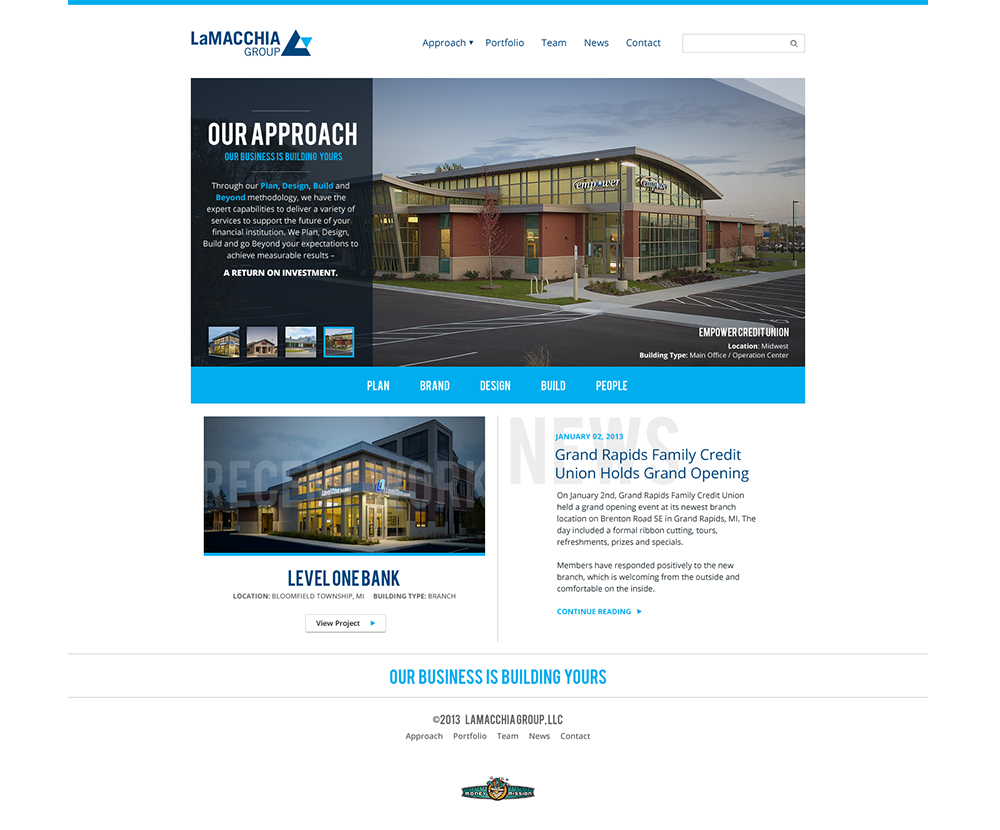 LaMACCHIA
GROUP
Approach ▾ Portfolio Team News Contact
OUR APPROACH
OUR BUSINESS IS BUILDING YOURS
Through our Plan, Design, Build and
Beyond methodology, we have the
expert capabilities to deliver a variety of
services to support the future of your
financial institution. We Plan, Design,
Build and go Beyond your expectations to
achieve measurable results –
A RETURN ON INVESTMENT.
empower
empower
EMPOWER CREDIT UNION
Location: Midwest
Building Type: Main Office / Operation Center
PLAN BRAND DESIGN BUILD PEOPLE
RECENT WORK
LEVEL ONE BANK
LOCATION: BLOOMFIELD TOWNSHIP, MI BUILDING TYPE: BRANCH
View Project
NEWS
JANUARY 02, 2013
Grand Rapids Family Credit
Union Holds Grand Opening
On January 2nd, Grand Rapids Family Credit Union
held a grand opening event at its newest branch
location on Brenton Road SE in Grand Rapids, MI. The
day included a formal ribbon cutting, tours,
refreshments, prizes and specials.
Members have responded positively to the new
branch, which is welcoming from the outside and
comfortable on the inside.
CONTINUE READING
OUR BUSINESS IS BUILDING YOURS
©2013 LAMACCHIA GROUP, LLC
Approach Portfolio Team News Contact
MONEY MISSION